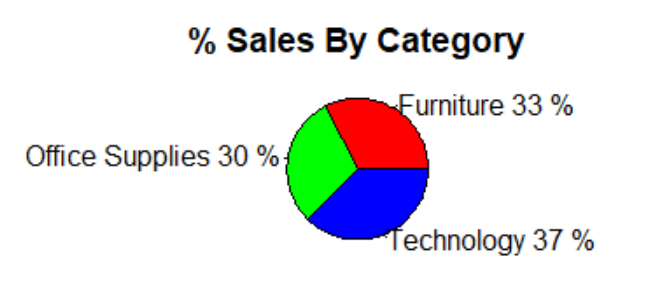 % Sales By Category
Furniture 33 %
Office Supplies 30 %
Technology 37 %